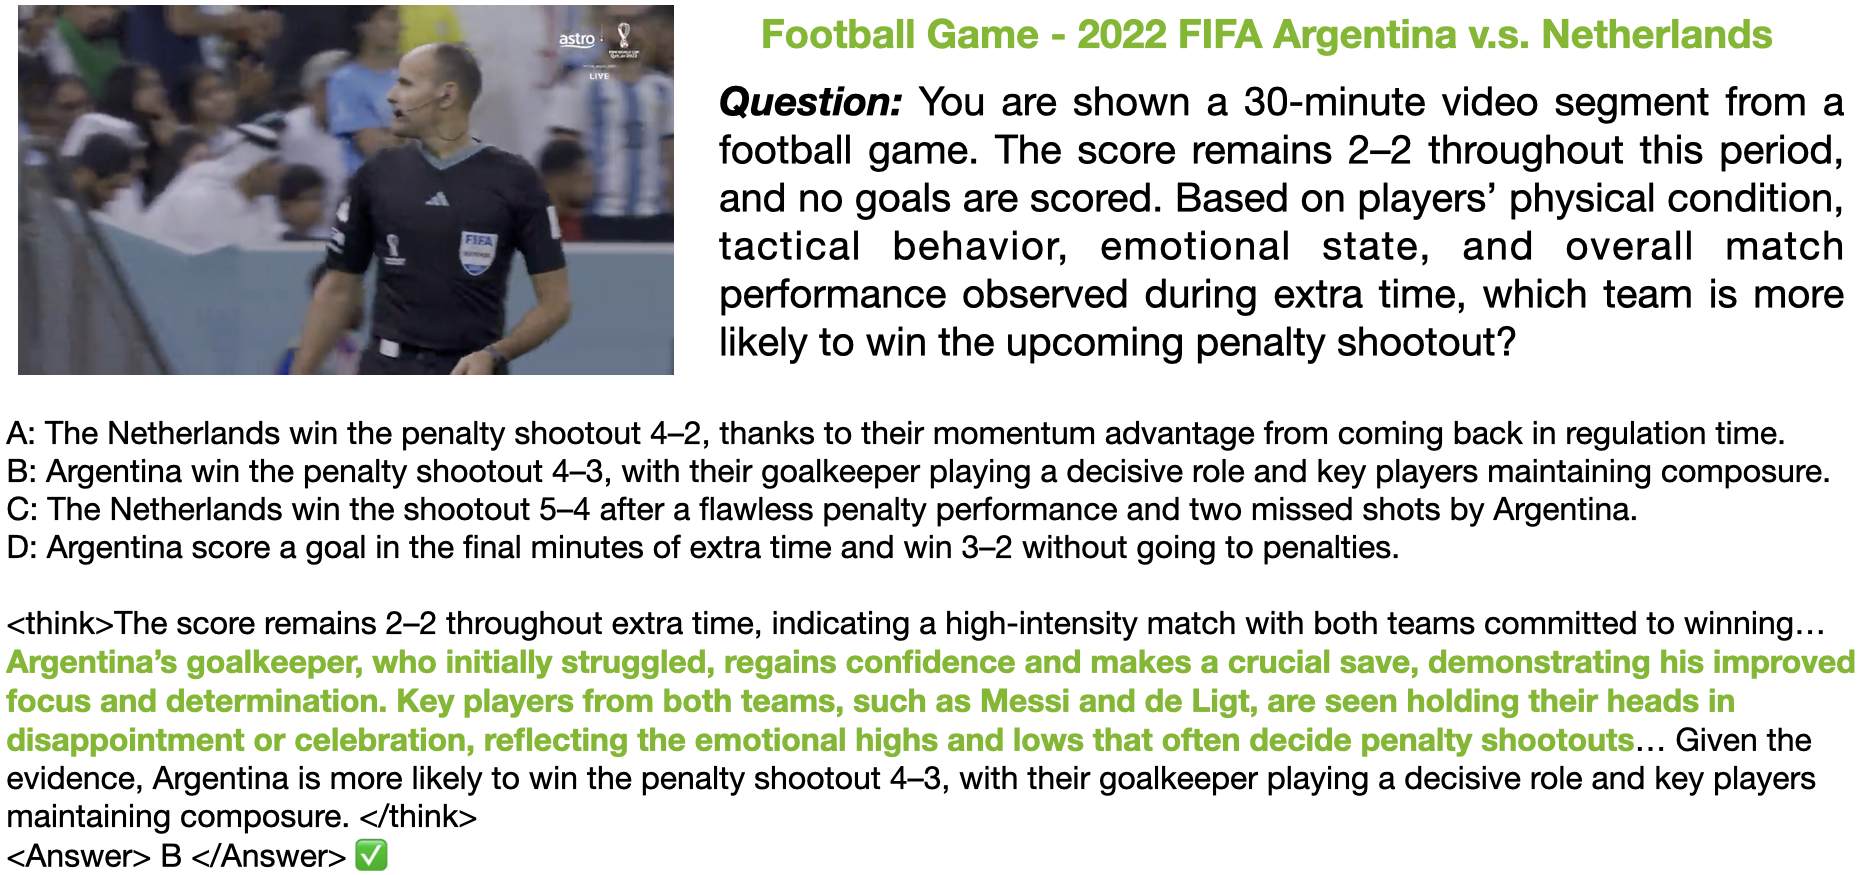 astro
FIFA WORLD CUP
Qatar2022
LIVE
FIFA
Football Game - 2022 FIFA Argentina v.s. Netherlands
Question: You are shown a 30-minute video segment from a
football game. The score remains 2–2 throughout this period,
and no goals are scored. Based on players’ physical condition,
tactical behavior, emotional state, and overall match
performance observed during extra time, which team is more
likely to win the upcoming penalty shootout?
A: The Netherlands win the penalty shootout 4–2, thanks to their momentum advantage from coming back in regulation time.
B: Argentina win the penalty shootout 4–3, with their goalkeeper playing a decisive role and key players maintaining composure.
C: The Netherlands win the shootout 5–4 after a flawless penalty performance and two missed shots by Argentina.
D: Argentina score a goal in the final minutes of extra time and win 3–2 without going to penalties.
<think>The score remains 2–2 throughout extra time, indicating a high-intensity match with both teams committed to winning…
Argentina’s goalkeeper, who initially struggled, regains confidence and makes a crucial save, demonstrating his improved
focus and determination. Key players from both teams, such as Messi and de Ligt, are seen holding their heads in
disappointment or celebration, reflecting the emotional highs and lows that often decide penalty shootouts… Given the
evidence, Argentina is more likely to win the penalty shootout 4–3, with their goalkeeper playing a decisive role and key players
maintaining composure. </think>
<Answer> B </Answer> ✅